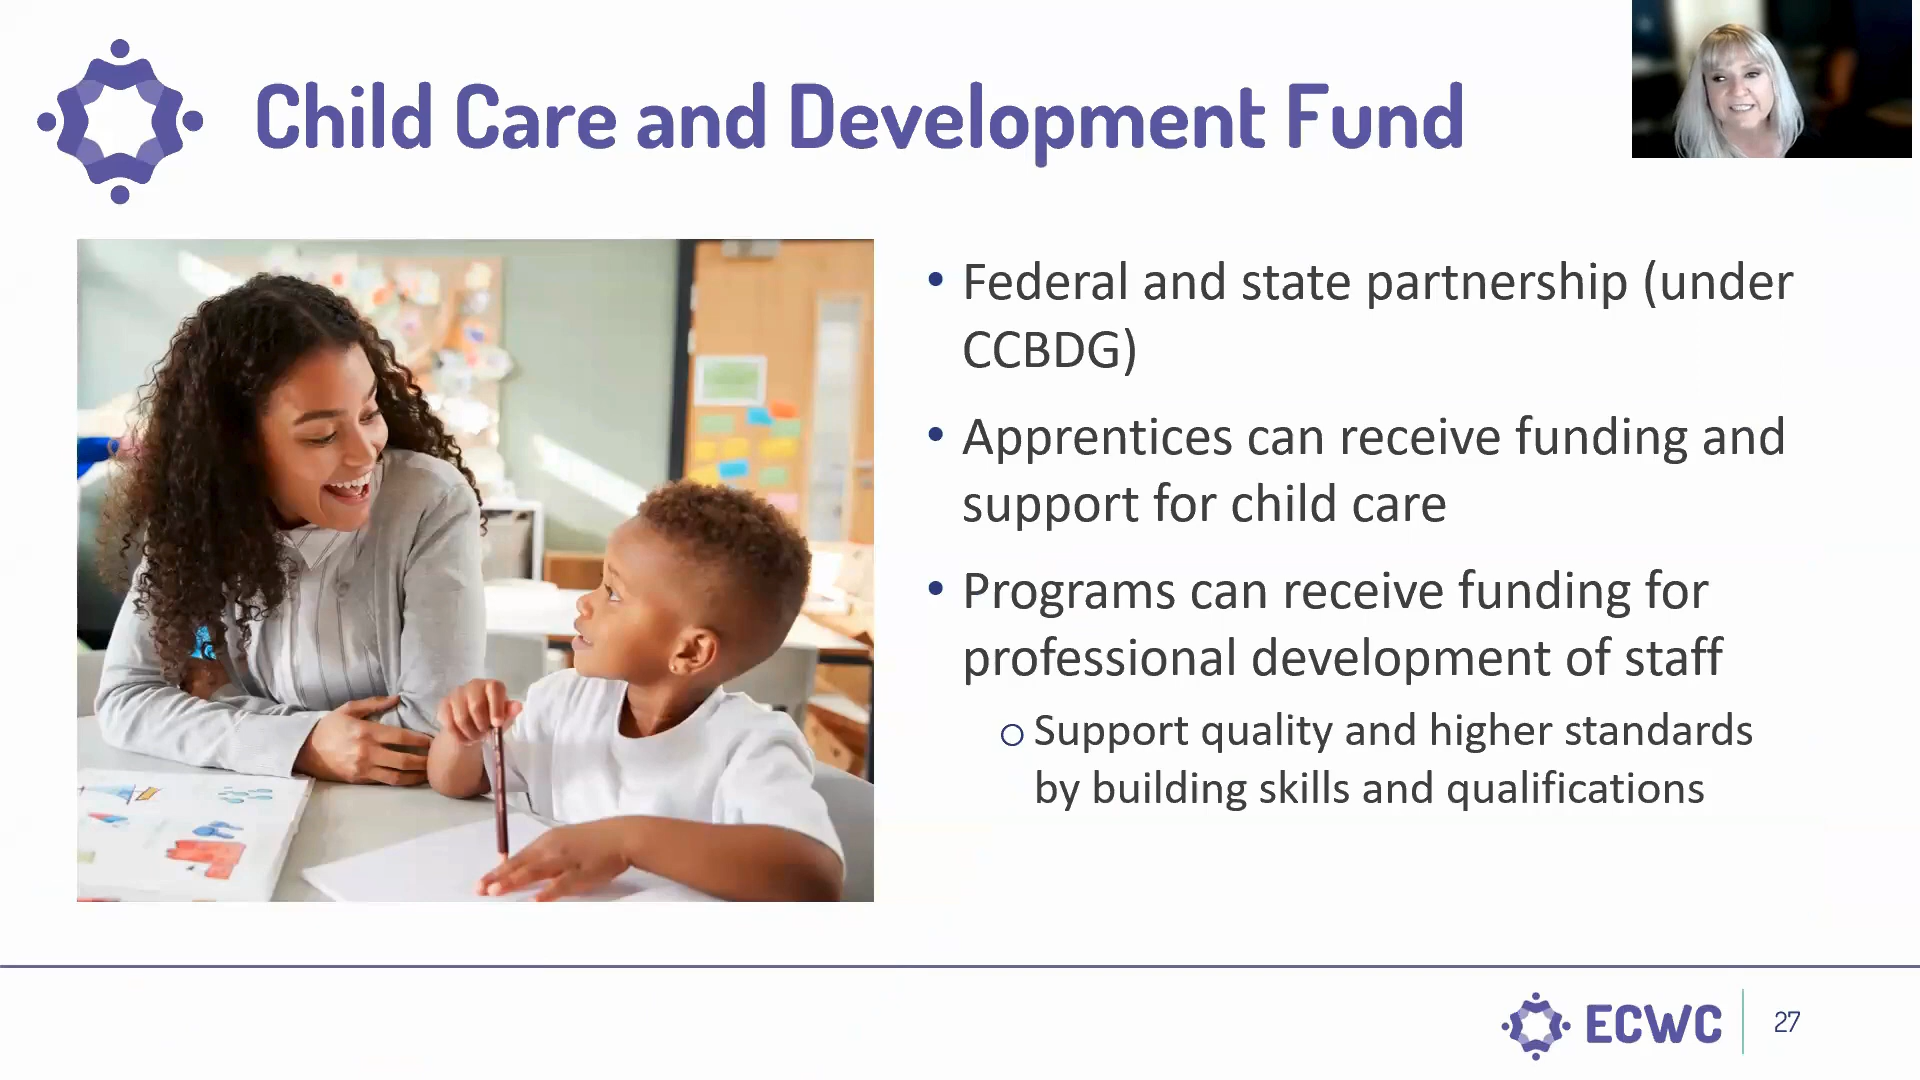 Child Care and Development Fund
• Federal and state partnership (under
CCBDG)
• Apprentices can receive funding and
support for child care
• Programs can receive funding for
professional development of staff
o Support quality and higher standards
by building skills and qualifications
ECWC
27